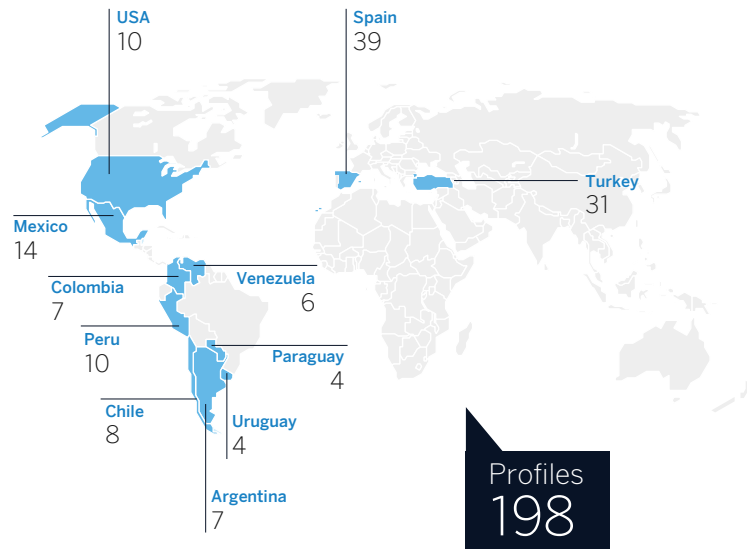 USA
10
Spain
39
Turkey
31
Mexico
14
Colombia
7
Venezuela
6
Peru
10
Paraguay
4
Chile
8
Uruguay
4
Argentina
7
Profiles
198